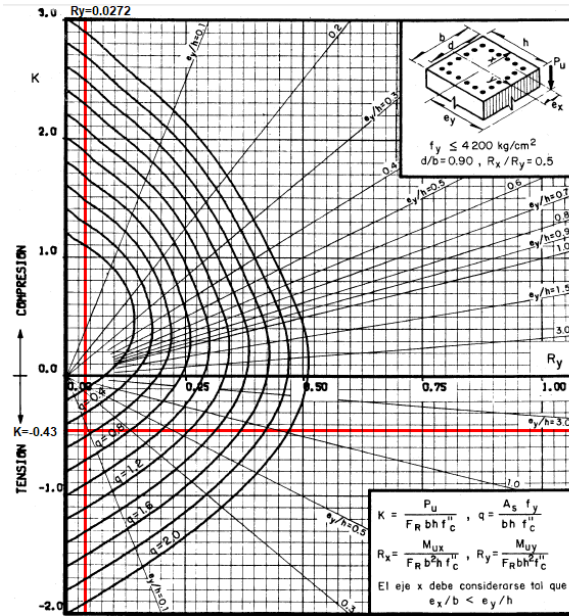 3.0
Ry=0.0272
K
2.0
1.0
0.0
K=-0.43
-1.0
-2.0
COMPRESION
TENSION
0.00
0.25
0.50
0.75
1.00
Ry
ey/h=0.1
0.2
ey/h=0.3
0.4
ey/h=0.5
0.6
ey/h=0.7
0.8
ey/h=0.9
1.0
ey/h=1.5
3.0
ey/h=3.0
1.0
ey/h=0.5
0.3
ey/h=0.1
q=0.4
q=0.8
q=1.2
q=1.6
q=2.0
b
d
h
Pu
ex
ey
fy ≤ 4200 kg/cm²
d/b=0.90 , Rx/Ry=0.5
K = Pu / FR bh f"c , q = As fy / bh f"c
Rx = Mux / FR b²h f"c , Ry = Muy / FR bh² f"c
El eje x debe considerarse tal que
ex/b < ey/h